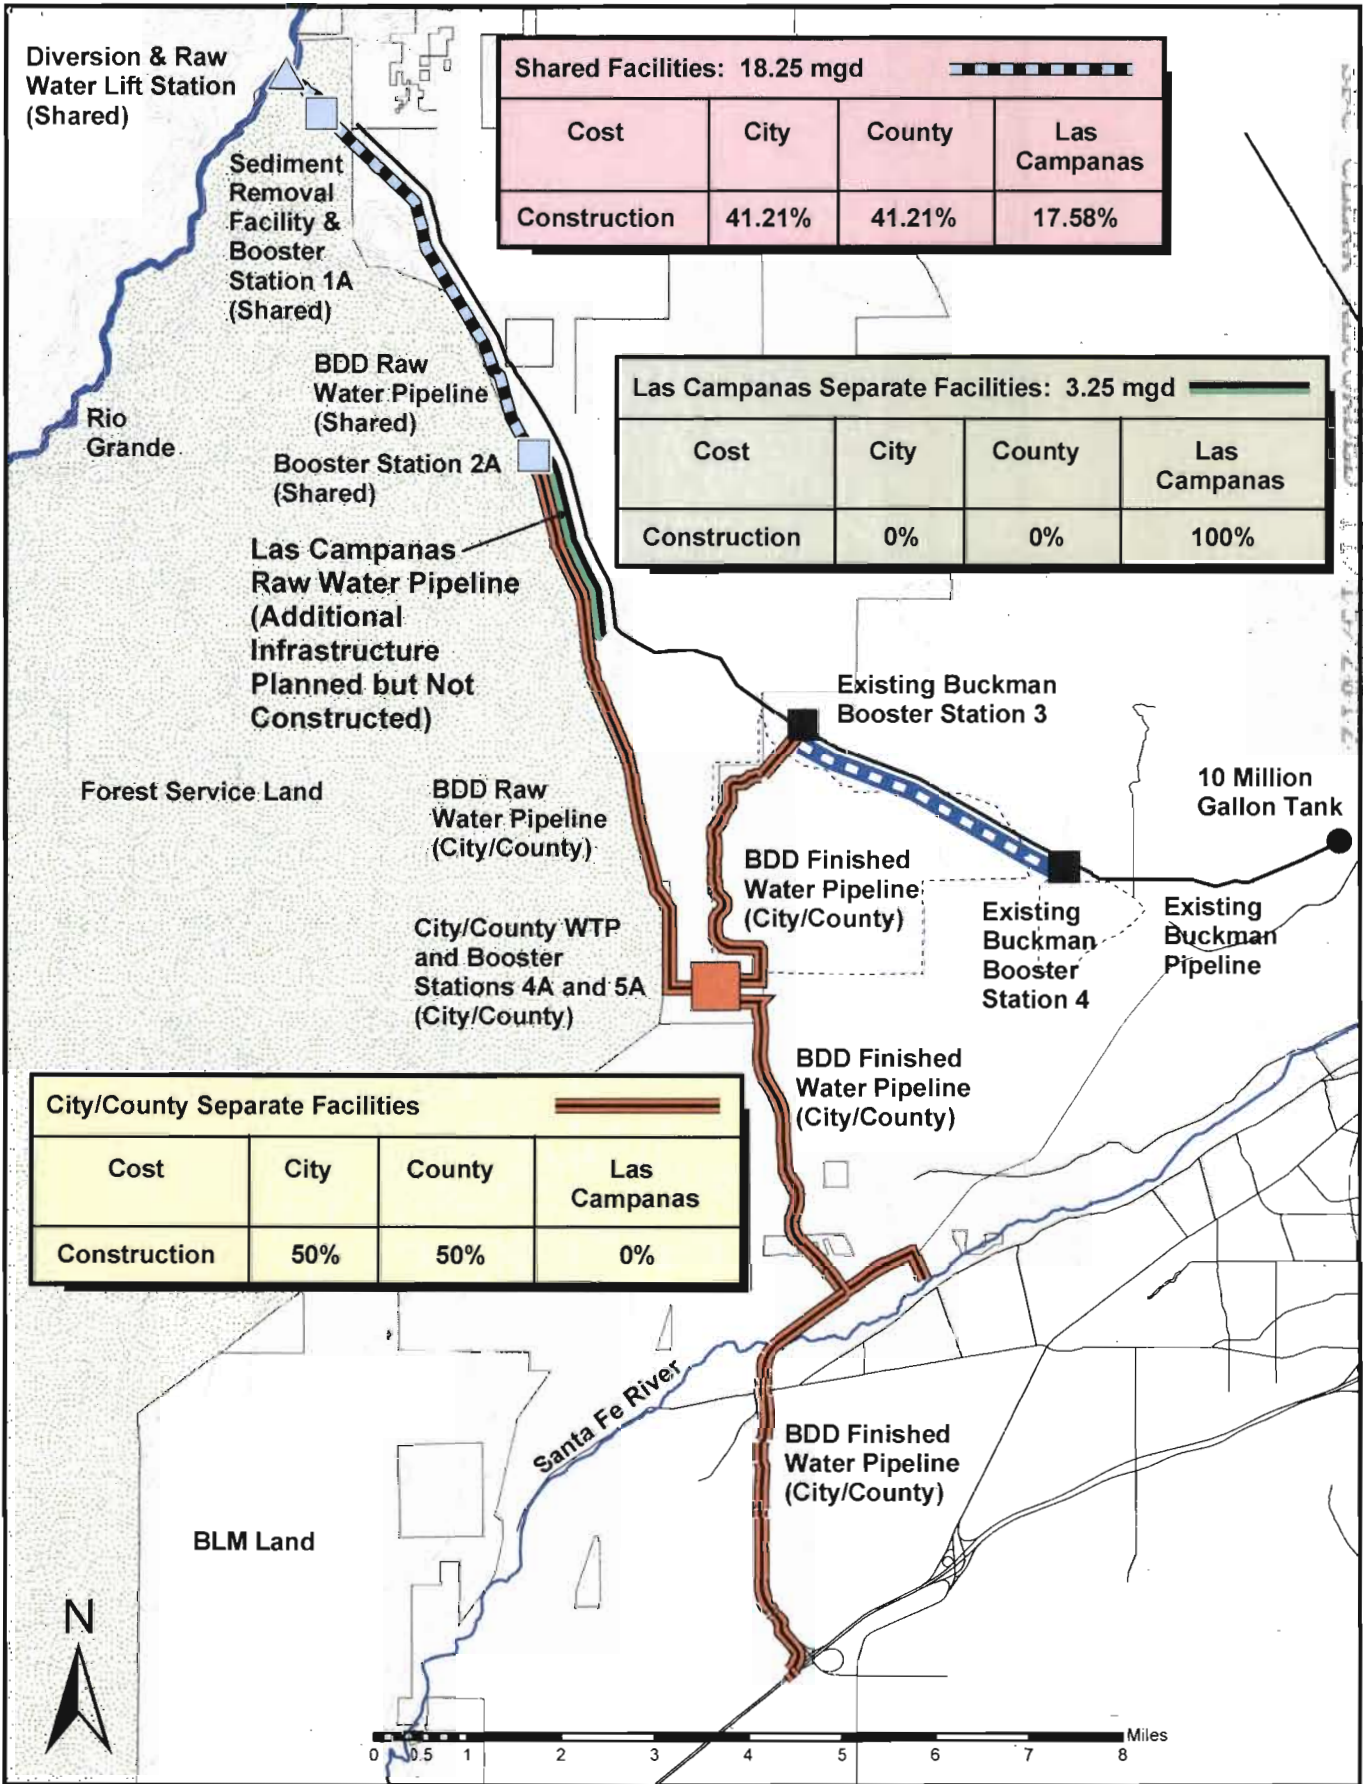 Diversion & Raw
Water Lift Station
(Shared)
Shared Facilities: 18.25 mgd
Cost City County Las
Campanas
Construction 41.21% 41.21% 17.58%
Sediment
Removal
Facility &
Booster
Station 1A
(Shared)
BDD Raw
Water Pipeline
(Shared)
Rio
Grande
Booster Station 2A
(Shared)
Las Campanas Separate Facilities: 3.25 mgd
Cost City County Las
Campanas
Construction 0% 0% 100%
Las Campanas
Raw Water Pipeline
(Additional
Infrastructure
Planned but Not
Constructed)
Existing Buckman
Booster Station 3
Forest Service Land
BDD Raw
Water Pipeline
(City/County)
10 Million
Gallon Tank
BDD Finished
Water Pipeline
(City/County)
Existing
Buckman
Booster
Station 4
Existing
Buckman
Pipeline
City/County WTP
and Booster
Stations 4A and 5A
(City/County)
BDD Finished
Water Pipeline
(City/County)
City/County Separate Facilities
Cost City County Las
Campanas
Construction 50% 50% 0%
Santa Fe River
BDD Finished
Water Pipeline
(City/County)
BLM Land
N
Miles
0 0.5 1 2 3 4 5 6 7 8